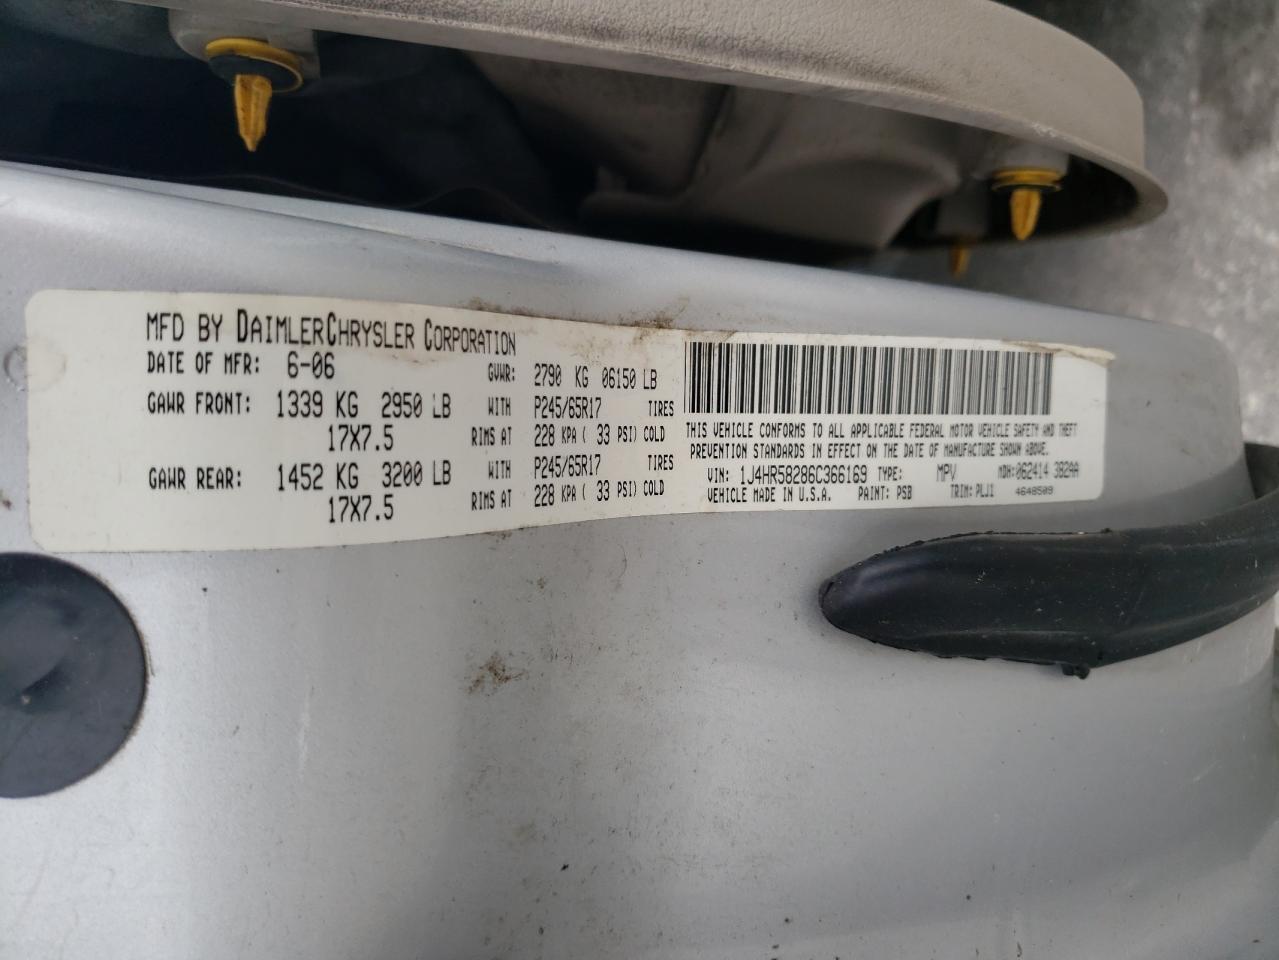 MFD BY DAIMLERCHRYSLER CORPORATION
DATE OF MFR: 6-06 GVWR: 2790 KG 06150 LB
GAWR FRONT: 1339 KG 2950 LB WITH P245/65R17 TIRES
17X7.5 RIMS AT 228 KPA ( 33 PSI) COLD
GAWR REAR: 1452 KG 3200 LB WITH P245/65R17 TIRES
17X7.5 RIMS AT 228 KPA ( 33 PSI) COLD
THIS VEHICLE CONFORMS TO ALL APPLICABLE FEDERAL MOTOR VEHICLE SAFETY AND THEFT
PREVENTION STANDARDS IN EFFECT ON THE DATE OF MANUFACTURE SHOWN ABOVE.
VIN: 1J4HR58286C366169 TYPE: MPV MDH:062414 382AA
VEHICLE MADE IN U.S.A. PAINT: PSB TRIM: PLJ1 4648509